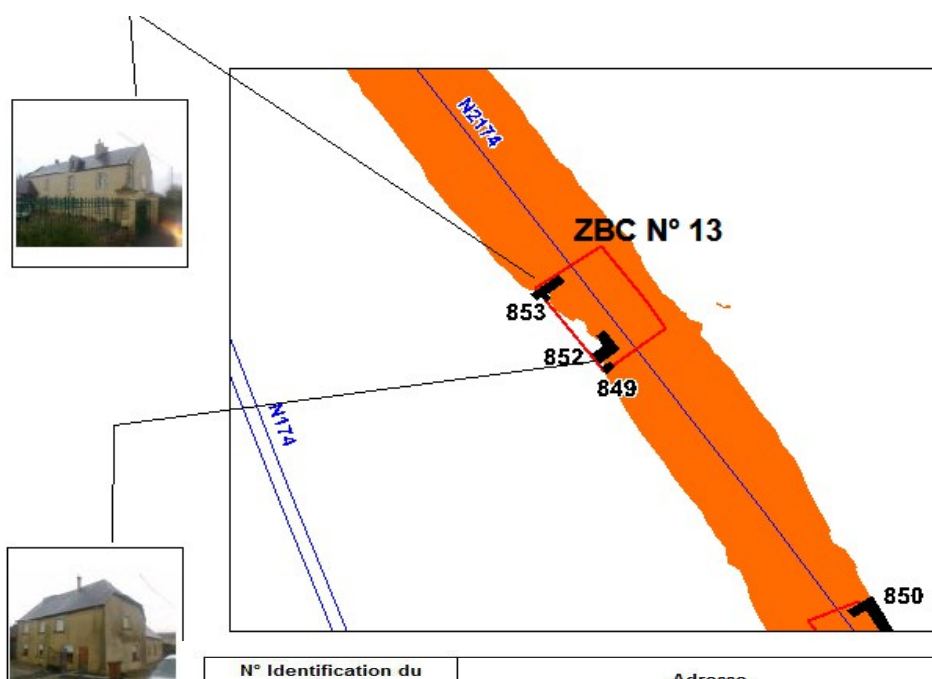 N2174
ZBC N° 13
853
852
849
N174
850
N° Identification du
Adresse